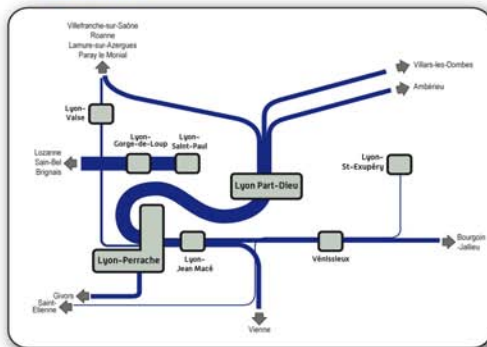 Villefranche-sur-Saône
Roanne
Lamure-sur-Azergues
Paray le Monial
Villars-les-Dombes
Ambérieu
Lyon-
Vaise
Lyon-
Gorge-de-Loup
Lyon-
Saint-Paul
Lyon-
St-Exupéry
Lozanne
Sain-Bel
Brignais
Lyon Part-Dieu
Lyon-Perrache
Lyon-
Jean Macé
Vénissieux
Bourgoin
-Jallieu
Givors
Saint-
Etienne
Vienne